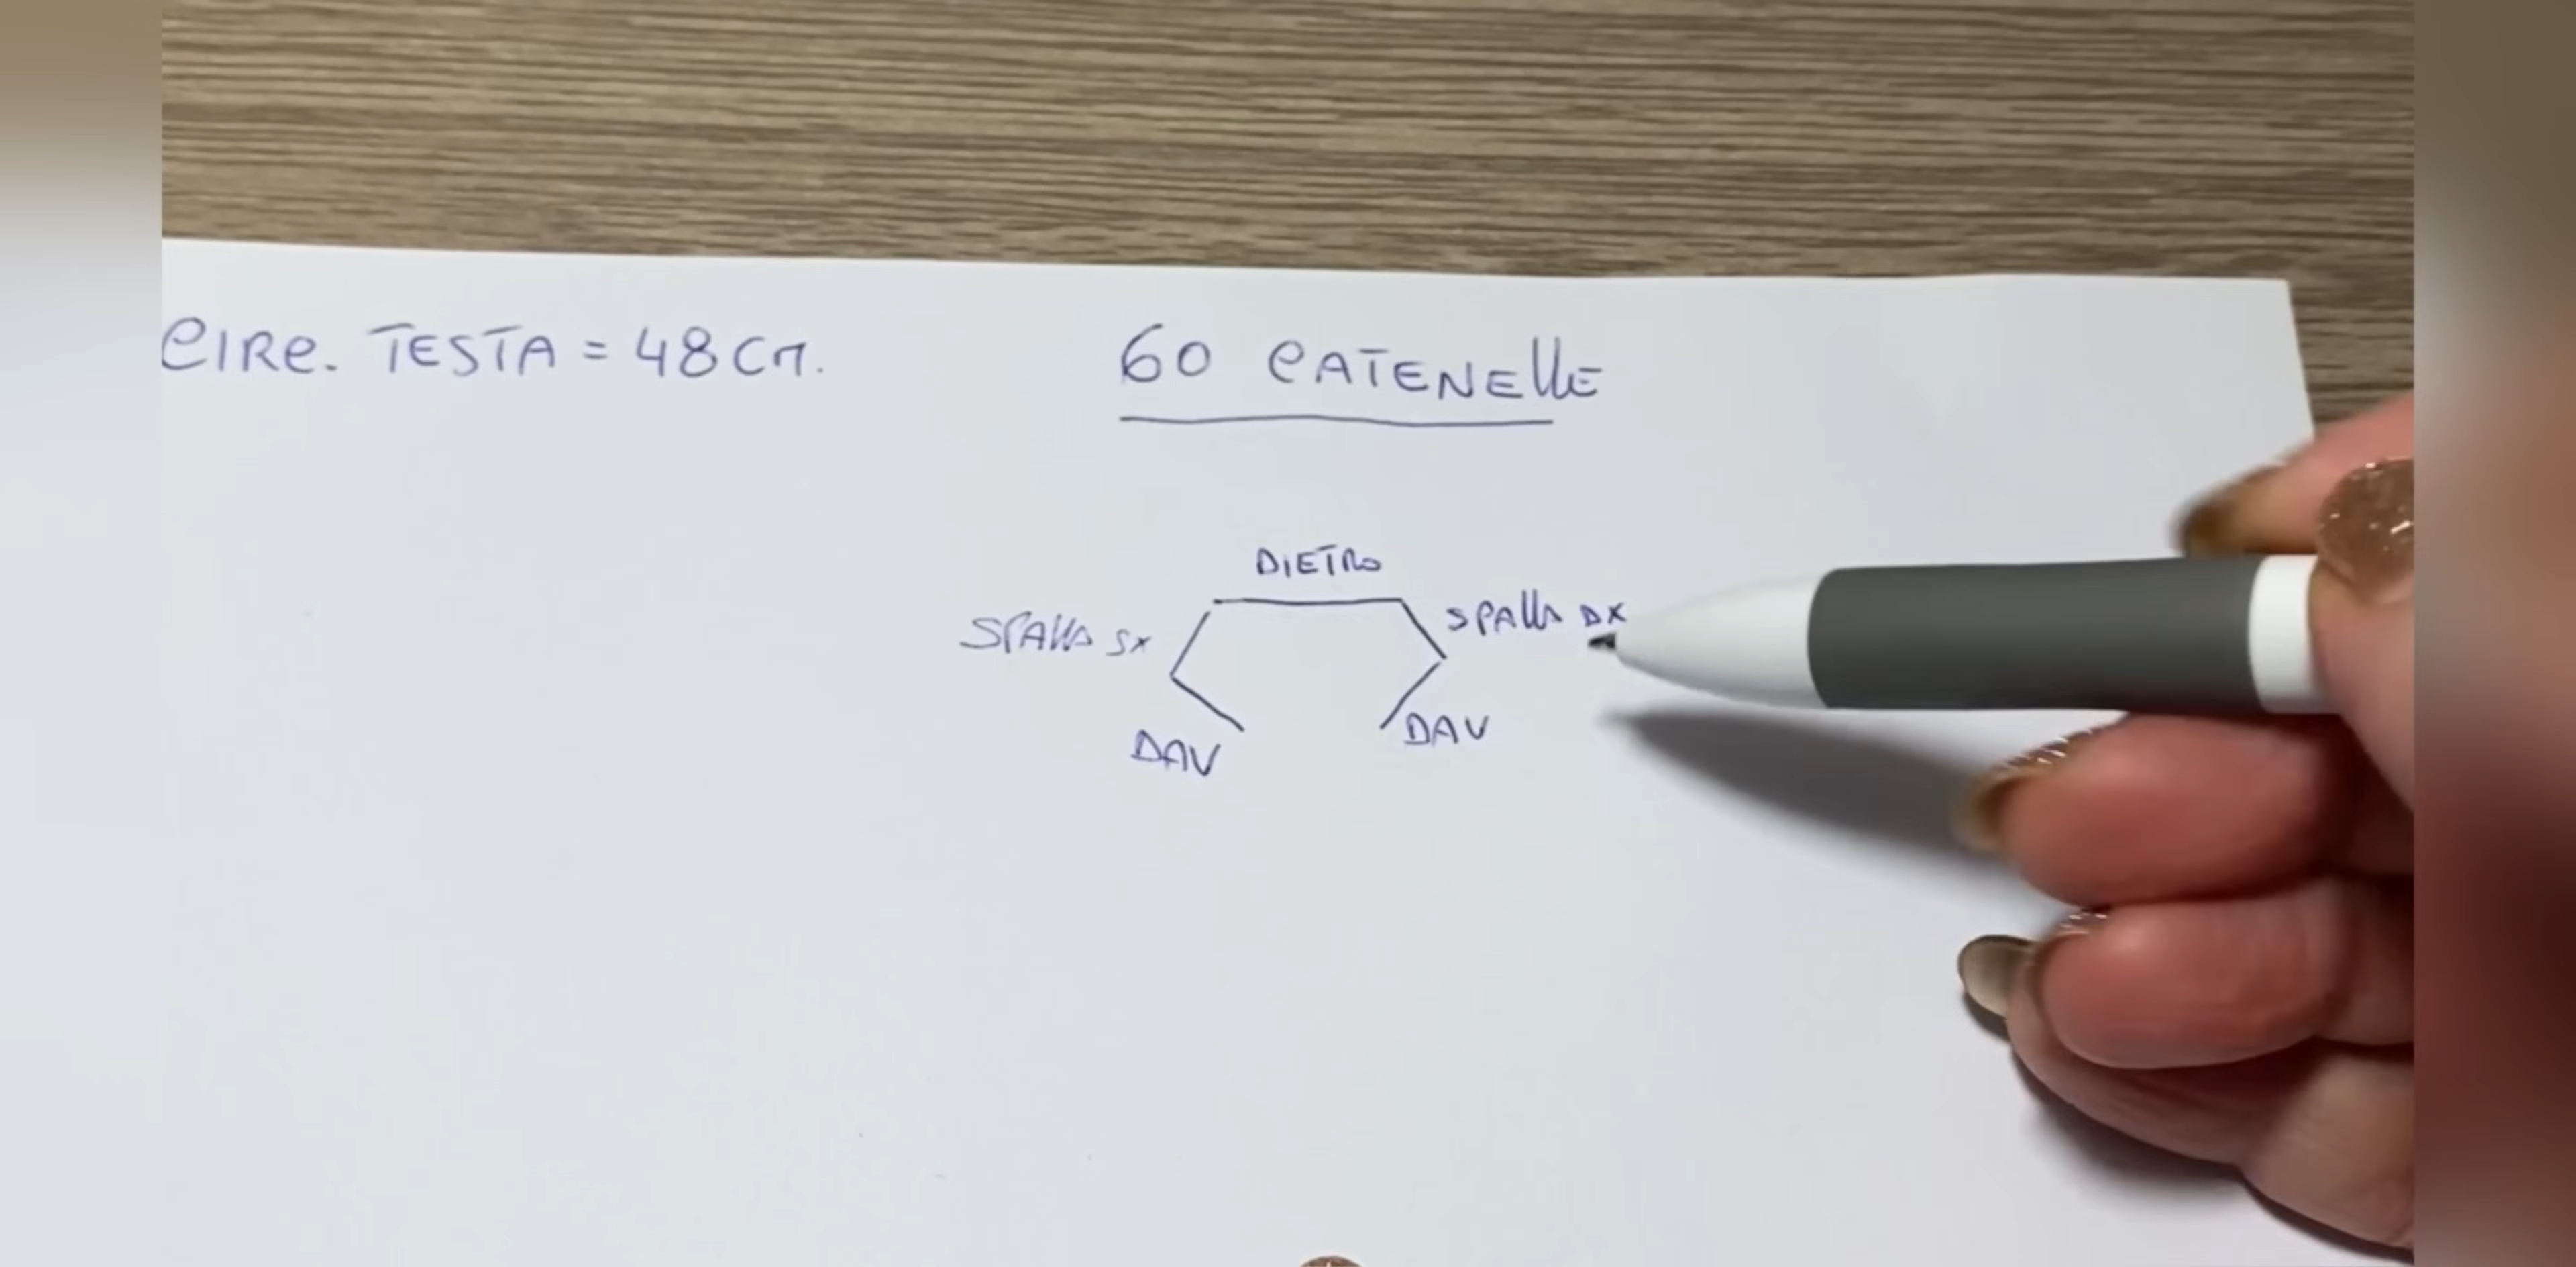 CIRC. TESTA = 48 CM.
60 CATENELLE
DIETRO
SPALLA SX
SPALLA DX
DAV
DAV